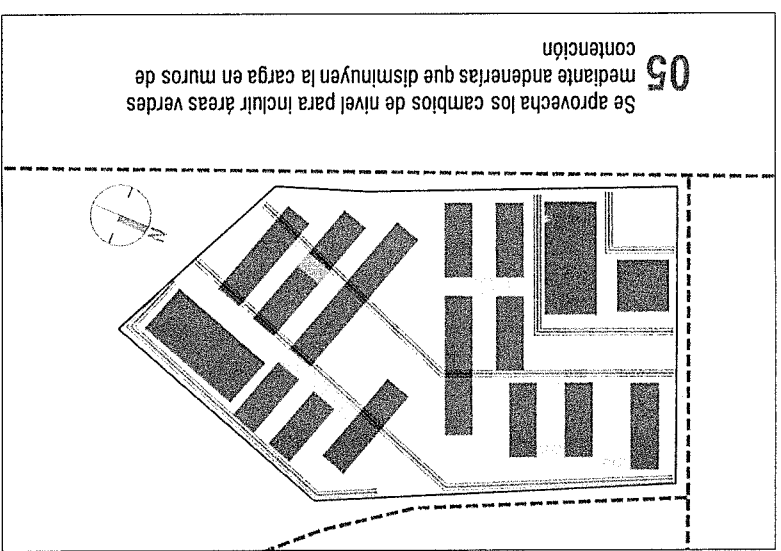 05
Se aprovecha los cambios de nivel para incluir áreas verdes
mediante andenerías que disminuyen la carga en muros de
contención
N